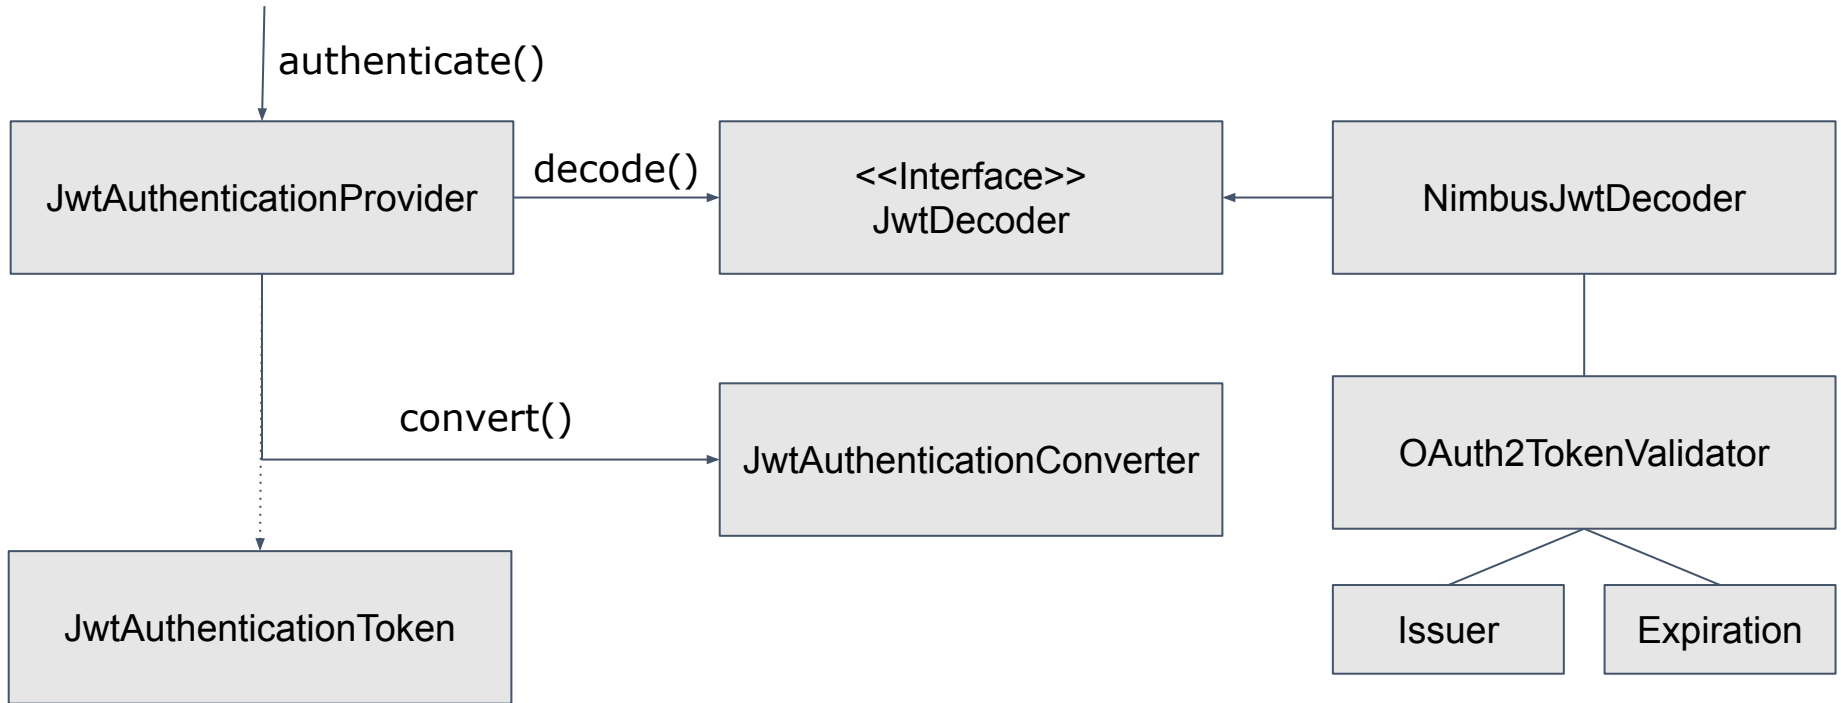 authenticate()
JwtAuthenticationProvider
decode()
<<Interface>>
JwtDecoder
NimbusJwtDecoder
convert()
JwtAuthenticationConverter
OAuth2TokenValidator
JwtAuthenticationToken
Issuer
Expiration